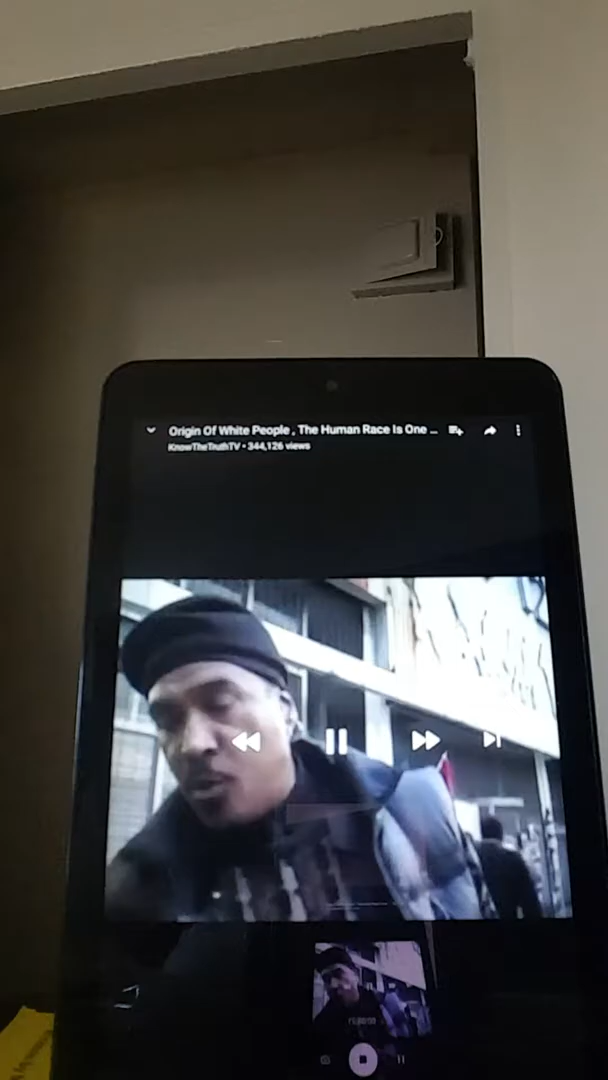 Origin Of White People , The Human Race Is One ...
KnowTheTruthTV • 344,126 views